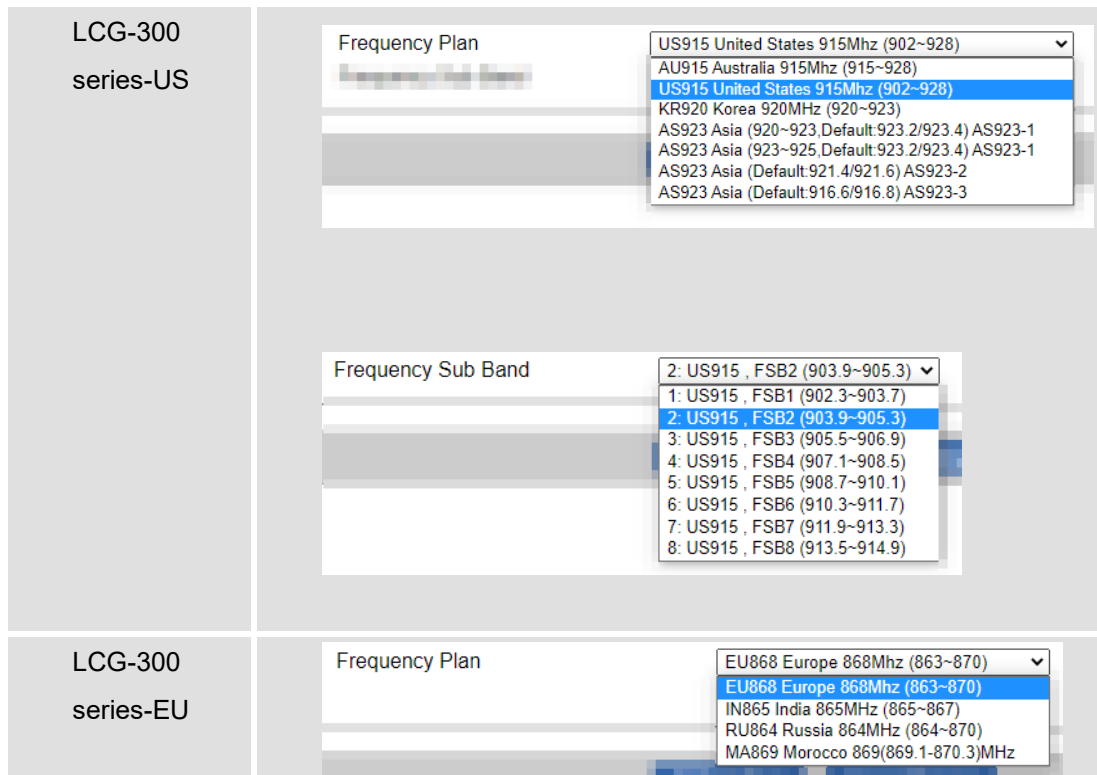 LCG-300
series-US
Frequency Plan
US915 United States 915Mhz (902~928)
AU915 Australia 915Mhz (915~928)
US915 United States 915Mhz (902~928)
KR920 Korea 920MHz (920~923)
AS923 Asia (920~923,Default:923.2/923.4) AS923-1
AS923 Asia (923~925,Default:923.2/923.4) AS923-1
AS923 Asia (Default:921.4/921.6) AS923-2
AS923 Asia (Default:916.6/916.8) AS923-3
Frequency Sub Band
2: US915 , FSB2 (903.9~905.3)
1: US915 , FSB1 (902.3~903.7)
2: US915 , FSB2 (903.9~905.3)
3: US915 , FSB3 (905.5~906.9)
4: US915 , FSB4 (907.1~908.5)
5: US915 , FSB5 (908.7~910.1)
6: US915 , FSB6 (910.3~911.7)
7: US915 , FSB7 (911.9~913.3)
8: US915 , FSB8 (913.5~914.9)
LCG-300
series-EU
Frequency Plan
EU868 Europe 868Mhz (863~870)
EU868 Europe 868Mhz (863~870)
IN865 India 865MHz (865~867)
RU864 Russia 864MHz (864~870)
MA869 Morocco 869(869.1-870.3)MHz